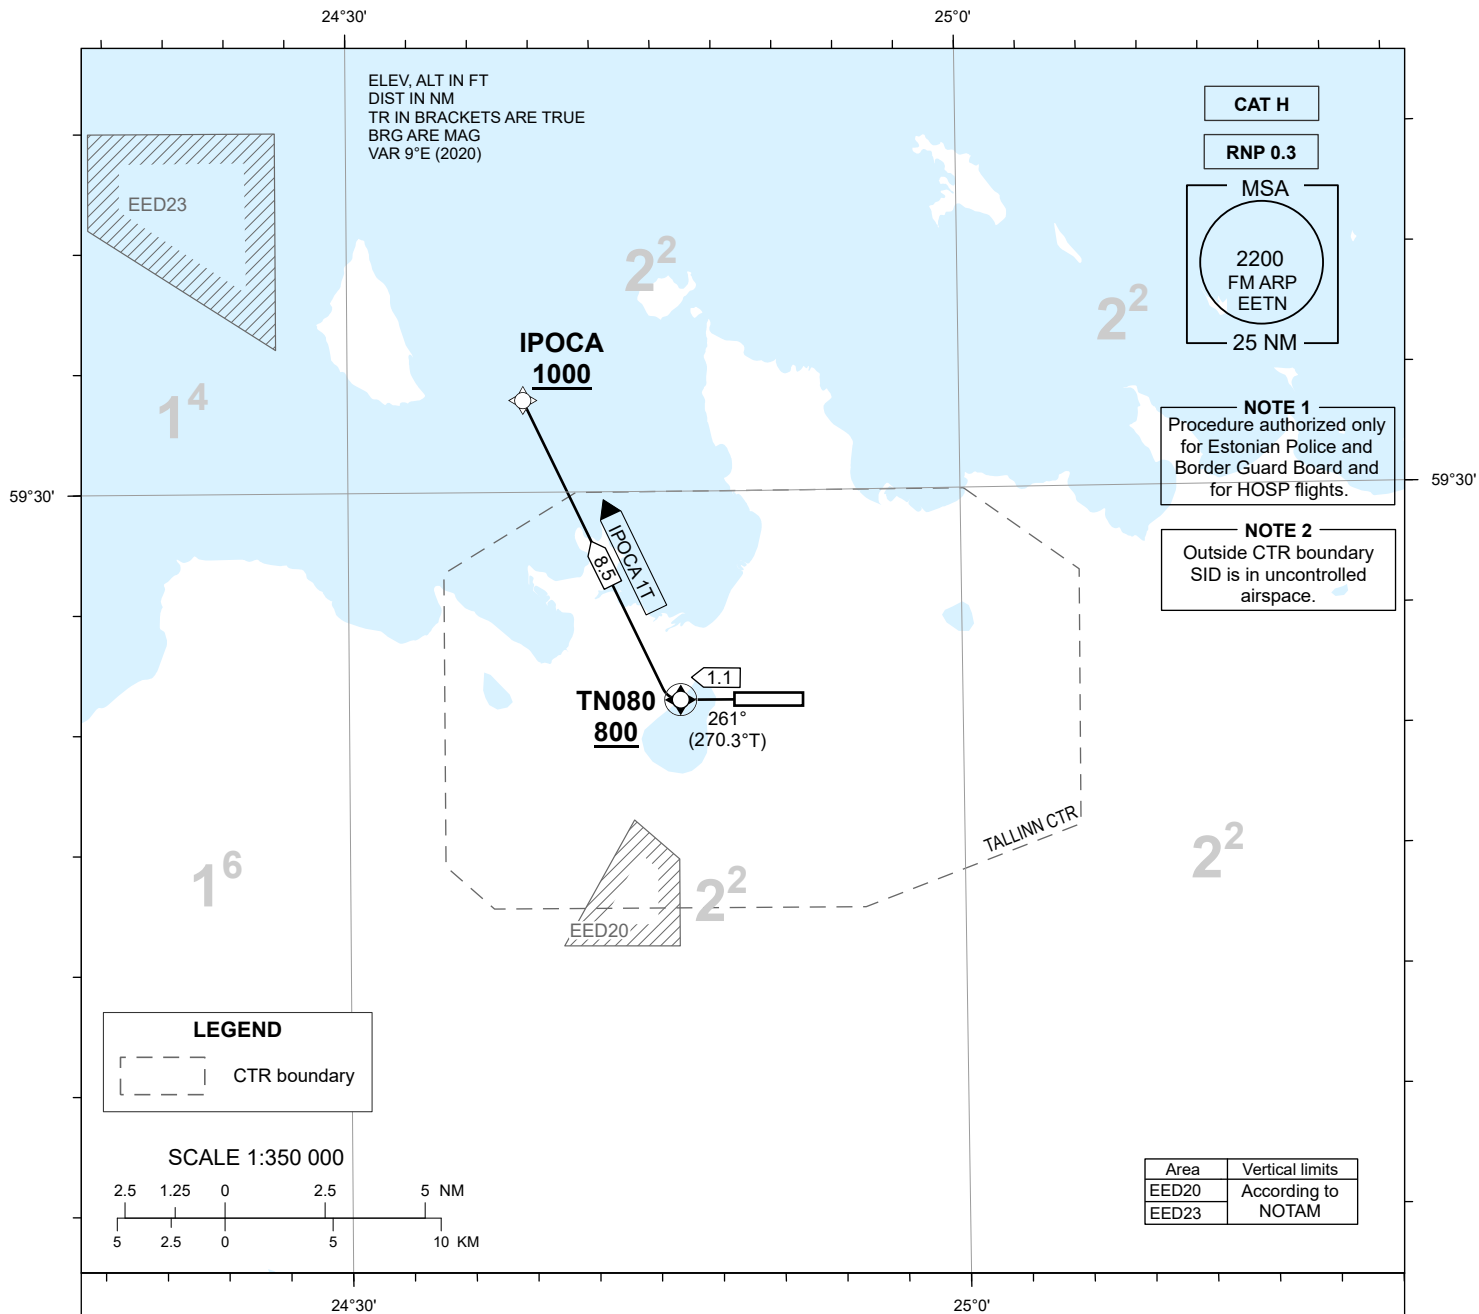 24°30'
25°0'
ELEV, ALT IN FT
DIST IN NM
TR IN BRACKETS ARE TRUE
BRG ARE MAG
VAR 9°E (2020)
CAT H
RNP 0.3
MSA
2200
FM ARP
EETN
25 NM
EED23
2²
2²
IPOCA
1000
1⁴
NOTE 1
Procedure authorized only
for Estonian Police and
Border Guard Board and
for HOSP flights.
59°30'
59°30'
NOTE 2
Outside CTR boundary
SID is in uncontrolled
airspace.
IPOCA 1T
8.5
1.1
TN080
800
261°
(270.3°T)
TALLINN CTR
1⁶
2²
2²
EED20
LEGEND
CTR boundary
SCALE 1:350 000
2.5 1.25 0 2.5 5 NM
5 2.5 0 5 10 KM
Area Vertical limits
EED20 According to
EED23 NOTAM
24°30'
25°0'